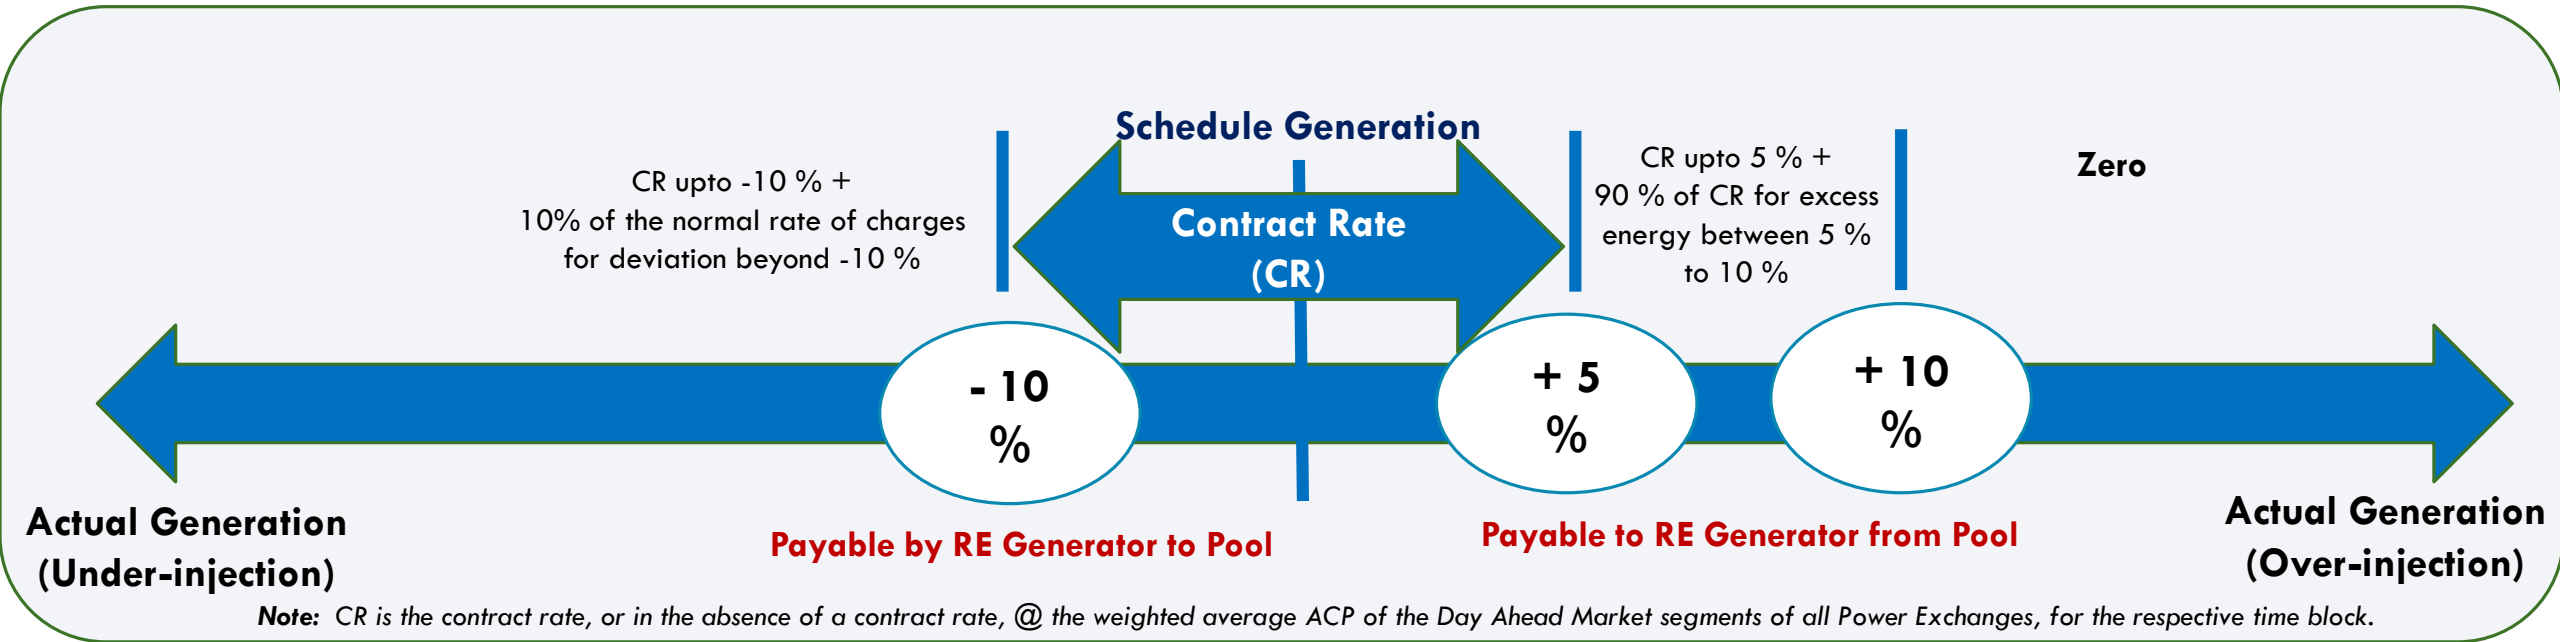 Schedule Generation
CR upto -10 % +
10% of the normal rate of charges
for deviation beyond -10 %
Contract Rate
(CR)
CR upto 5 % +
90 % of CR for excess
energy between 5 %
to 10 %
Zero
- 10
%
+ 5
%
+ 10
%
Actual Generation
(Under-injection)
Payable by RE Generator to Pool
Payable to RE Generator from Pool
Actual Generation
(Over-injection)
Note: CR is the contract rate, or in the absence of a contract rate, @ the weighted average ACP of the Day Ahead Market segments of all Power Exchanges, for the respective time block.